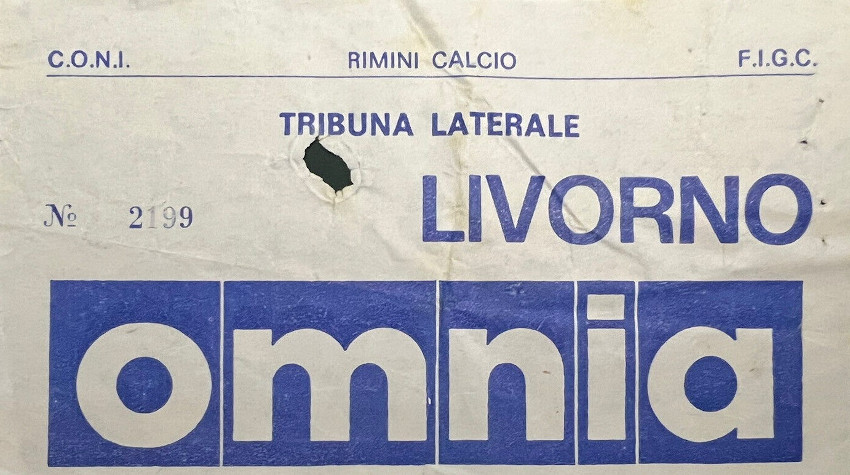 C.O.N.I. RIMINI CALCIO F.I.G.C.
TRIBUNA LATERALE
LIVORNO
№ 2199
omnia